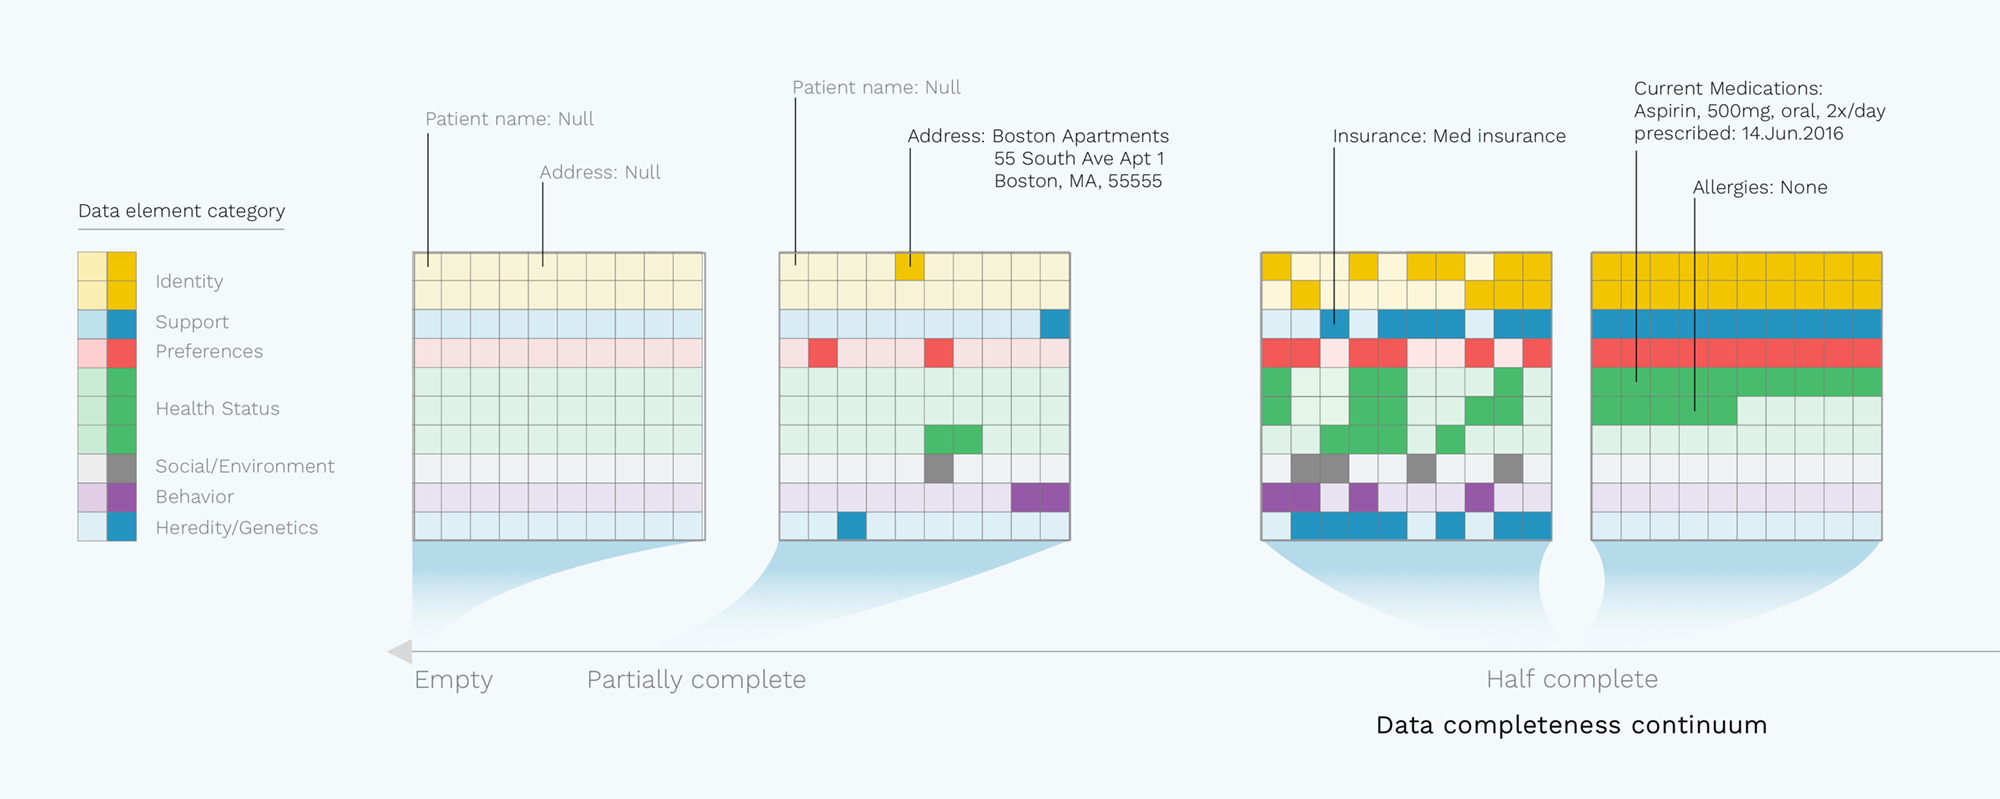 Patient name: Null
Address: Null
Patient name: Null
Address: Boston Apartments
55 South Ave Apt 1
Boston, MA, 55555
Insurance: Med insurance
Current Medications:
Aspirin, 500mg, oral, 2x/day
prescribed: 14.Jun.2016
Allergies: None
Data element category
Identity
Support
Preferences
Health Status
Social/Environment
Behavior
Heredity/Genetics
Empty
Partially complete
Half complete
Data completeness continuum